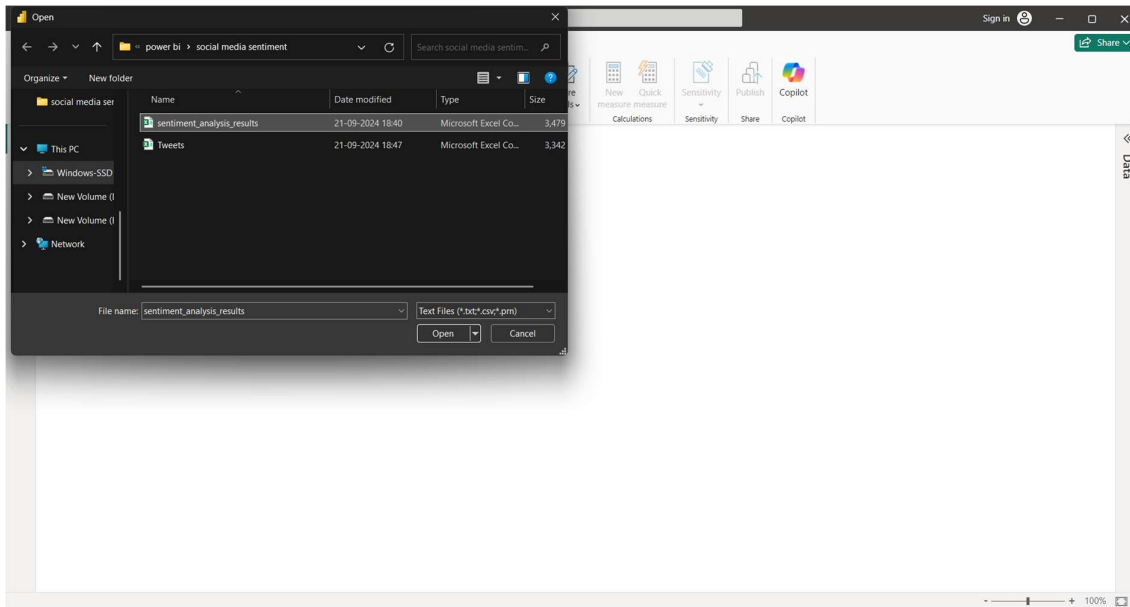 Open
Sign in
« power bi › social media sentiment
Search social media sentim...
Share
Organize
New folder
social media ser
Name
Date modified
Type
Size
sentiment_analysis_results
21-09-2024 18:40
Microsoft Excel Co...
3,479
Tweets
21-09-2024 18:47
Microsoft Excel Co...
3,342
This PC
Windows-SSD
New Volume (
New Volume (
Network
File name:
sentiment_analysis_results
Text Files (*.txt;*.csv;*.prn)
Open
Cancel
re
ls
New
measure
Quick
measure
Calculations
Sensitivity
Sensitivity
Publish
Share
Copilot
Copilot
Data
100%